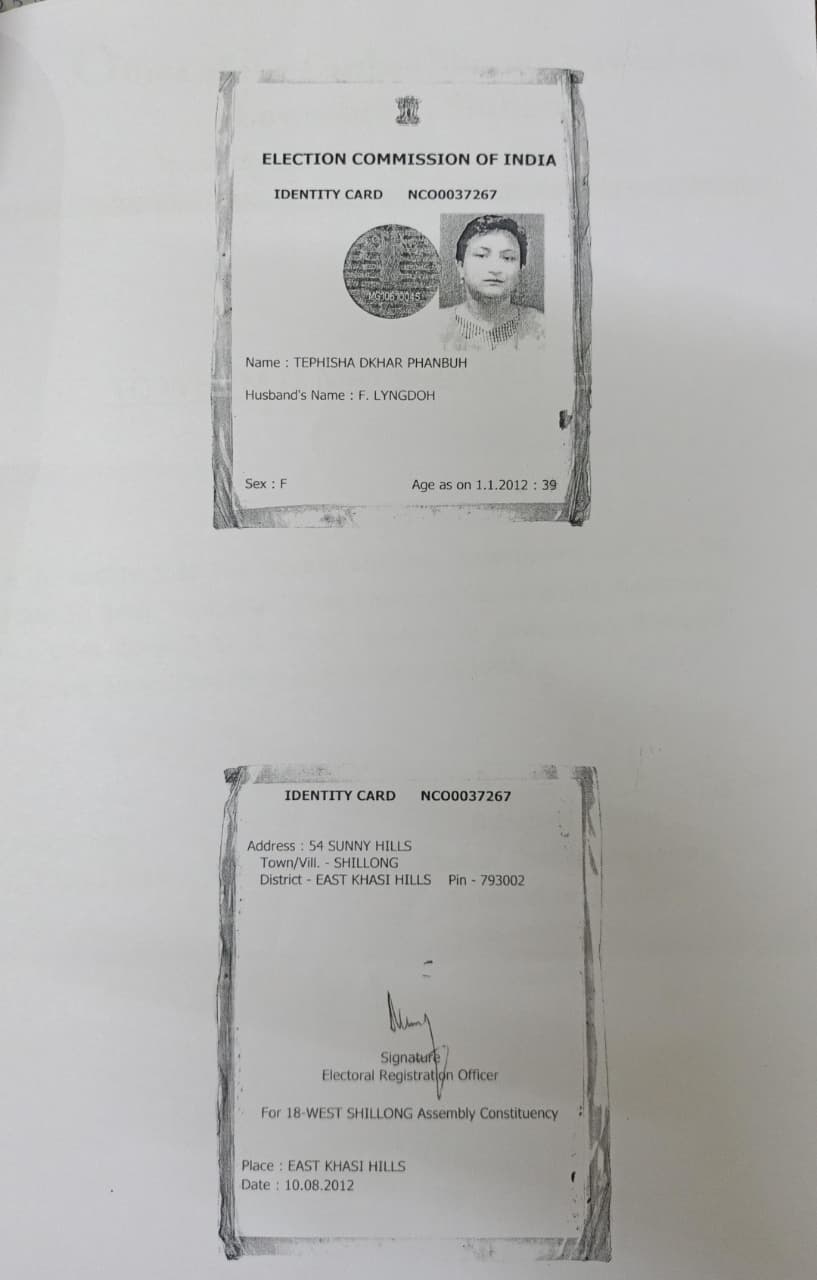 ELECTION COMMISSION OF INDIA
IDENTITY CARD NCO0037267
Name : TEPHISHA DKHAR PHANBUH
Husband's Name : F. LYNGDOH
Sex : F Age as on 1.1.2012 : 39
IDENTITY CARD NCO0037267
Address : 54 SUNNY HILLS
Town/Vill. - SHILLONG
District - EAST KHASI HILLS Pin - 793002
Signature
Electoral Registration Officer
For 18-WEST SHILLONG Assembly Constituency
Place : EAST KHASI HILLS
Date : 10.08.2012